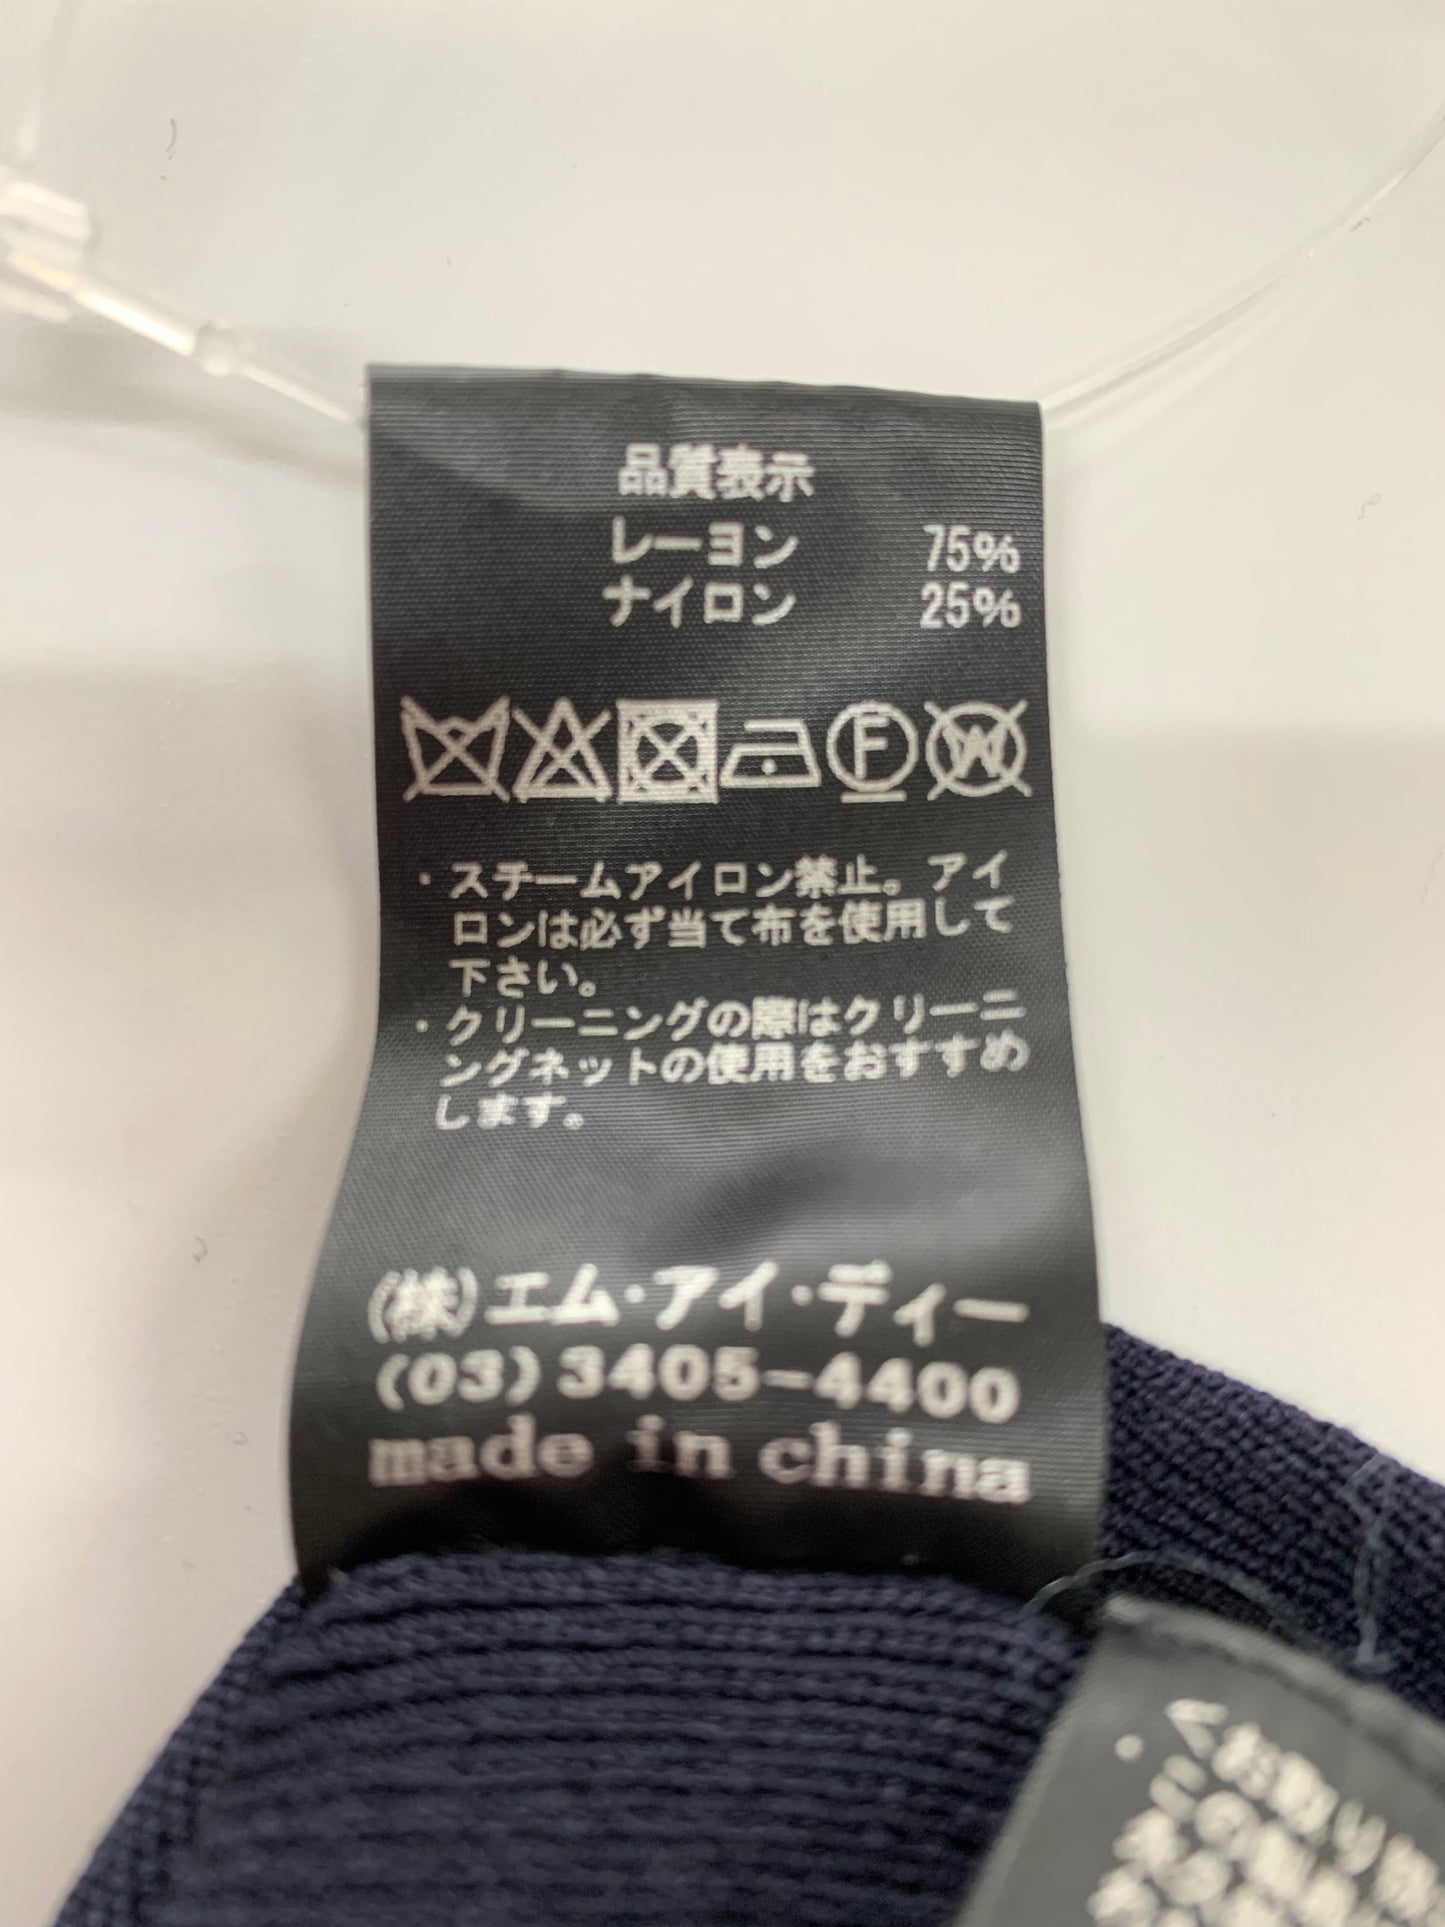 品質表示
レーヨン 75%
ナイロン 25%
F W
・スチームアイロン禁止。アイ
ロンは必ず当て布を使用して
下さい。
・クリーニングの際はクリーニ
ングネットの使用をおすすめ
します。
(株)エム・アイ・ディー
(03)3405-4400
made in china